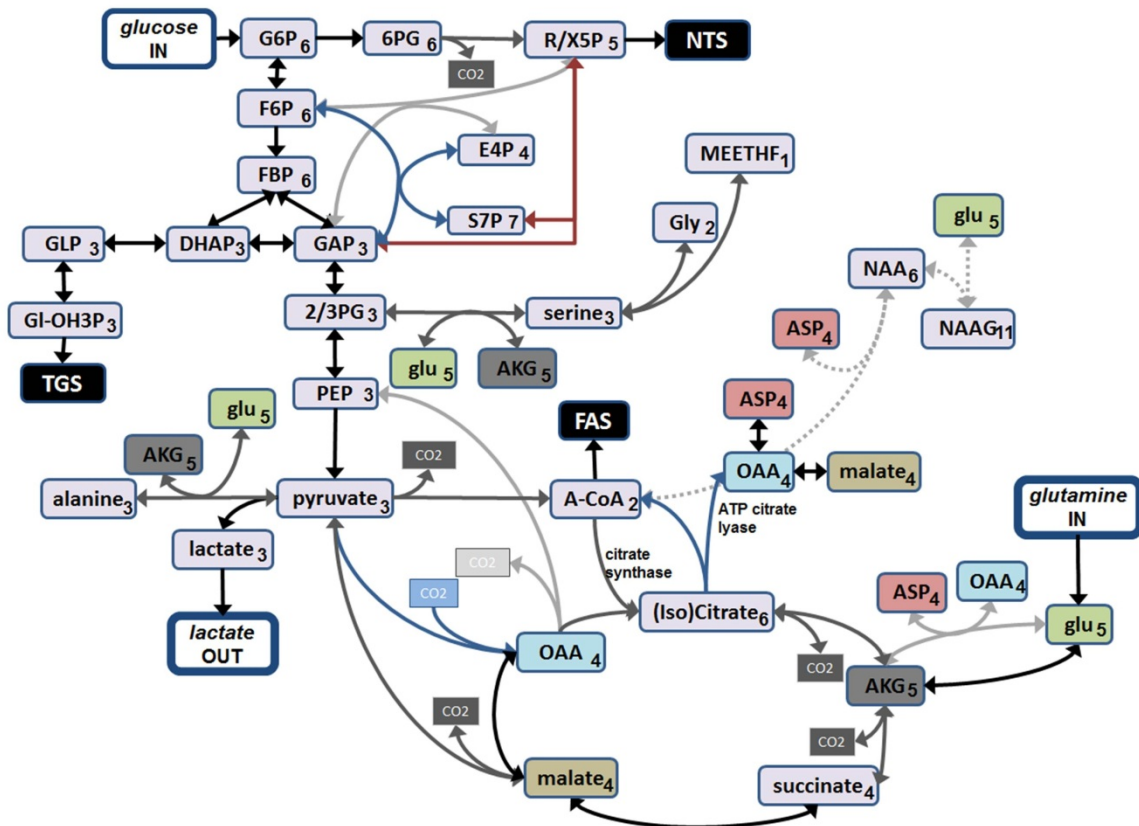 glucose
IN
G6P 6
6PG 6
R/X5P 5
NTS
CO2
F6P 6
E4P 4
MEETHF 1
FBP 6
S7P 7
Gly 2
glu 5
GLP 3
DHAP 3
GAP 3
NAA 6
Gl-OH3P 3
2/3PG 3
serine 3
ASP 4
NAAG 11
TGS
glu 5
AKG 5
PEP 3
ASP 4
glu 5
FAS
AKG 5
CO2
OAA 4
malate 4
alanine 3
pyruvate 3
A-CoA 2
ATP citrate
lyase
glutamine
IN
lactate 3
citrate
synthase
CO2
CO2
ASP 4
OAA 4
(Iso)Citrate 6
lactate
OUT
OAA 4
glu 5
CO2
AKG 5
CO2
CO2
malate 4
succinate 4